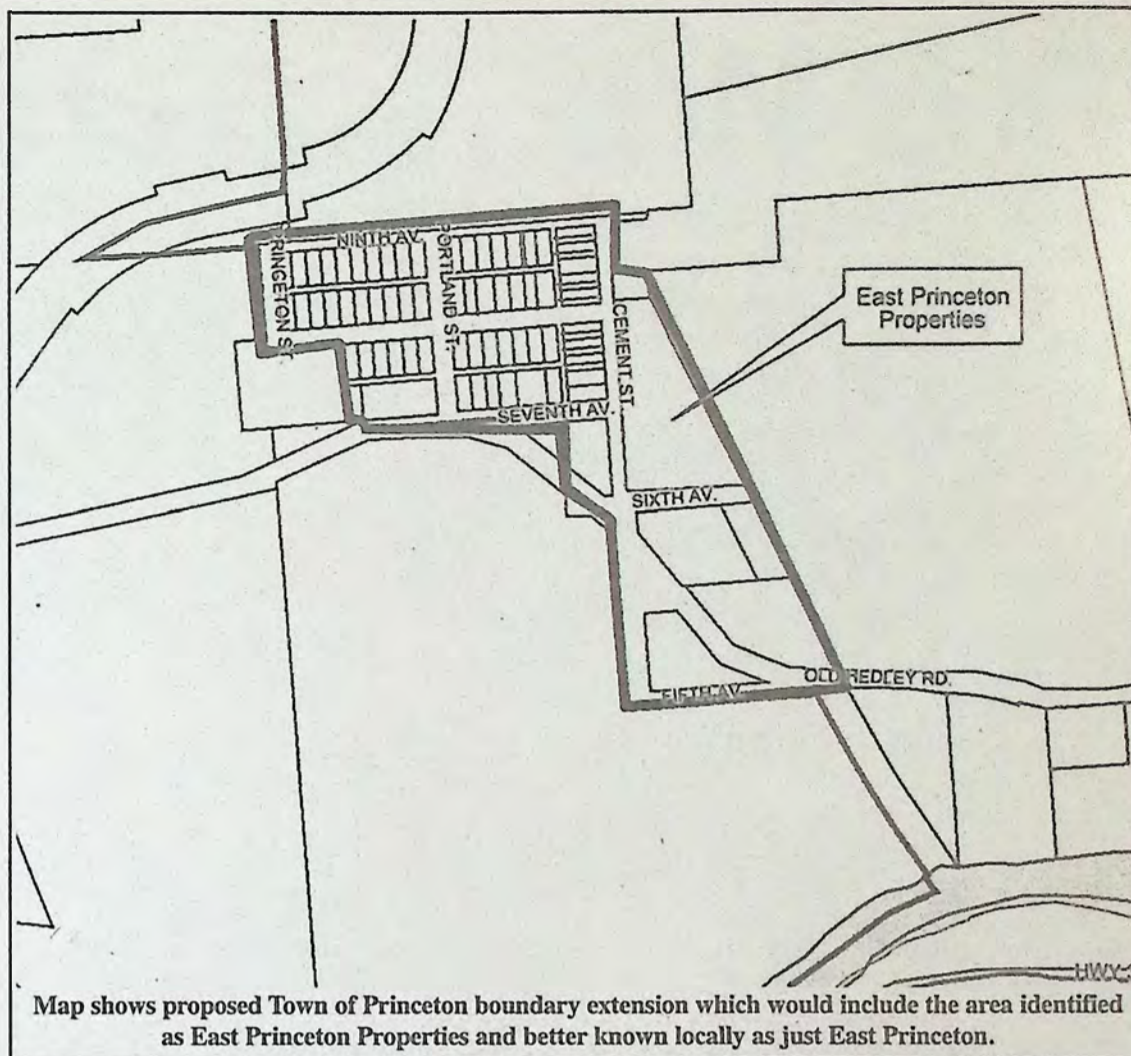 NINTH AV.
PRINCETON ST.
PORTLAND ST.
CEMENT ST.
East Princeton
Properties
SEVENTH AV.
SIXTH AV.
OLD HEDLEY RD.
FIFTH AV.
HWY
Map shows proposed Town of Princeton boundary extension which would include the area identified
as East Princeton Properties and better known locally as just East Princeton.